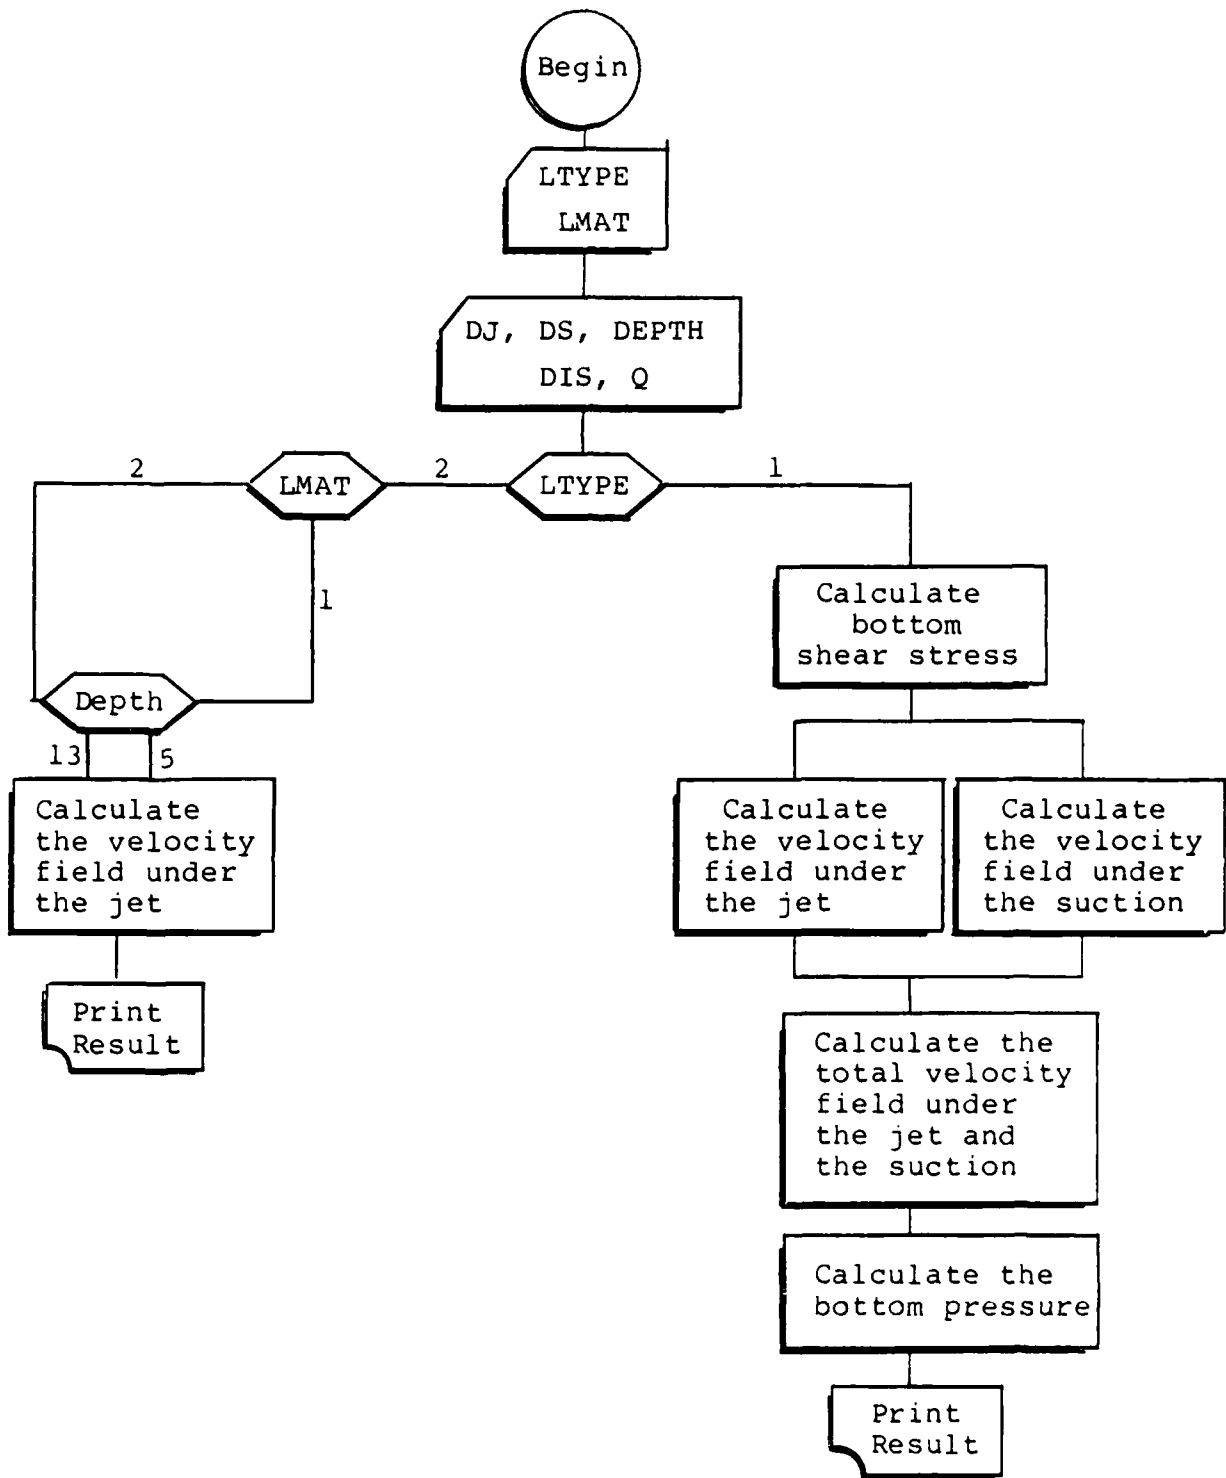 Begin
LTYPE
LMAT
DJ, DS, DEPTH
DIS, Q
2
LMAT
2
LTYPE
1
1
Calculate
bottom
shear stress
Depth
13
5
Calculate
the velocity
field under
the jet
Calculate
the velocity
field under
the jet
Calculate
the velocity
field under
the suction
Print
Result
Calculate the
total velocity
field under
the jet and
the suction
Calculate the
bottom pressure
Print
Result